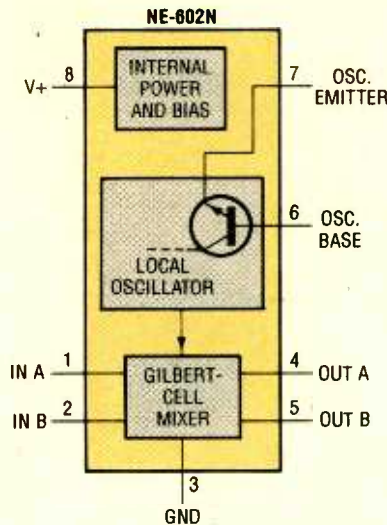 NE-602N
8
V+
INTERNAL
POWER
AND BIAS
7
OSC.
EMITTER
6
OSC.
BASE
LOCAL
OSCILLATOR
1
IN A
2
IN B
GILBERT-
CELL
MIXER
4
OUT A
5
OUT B
3
GND